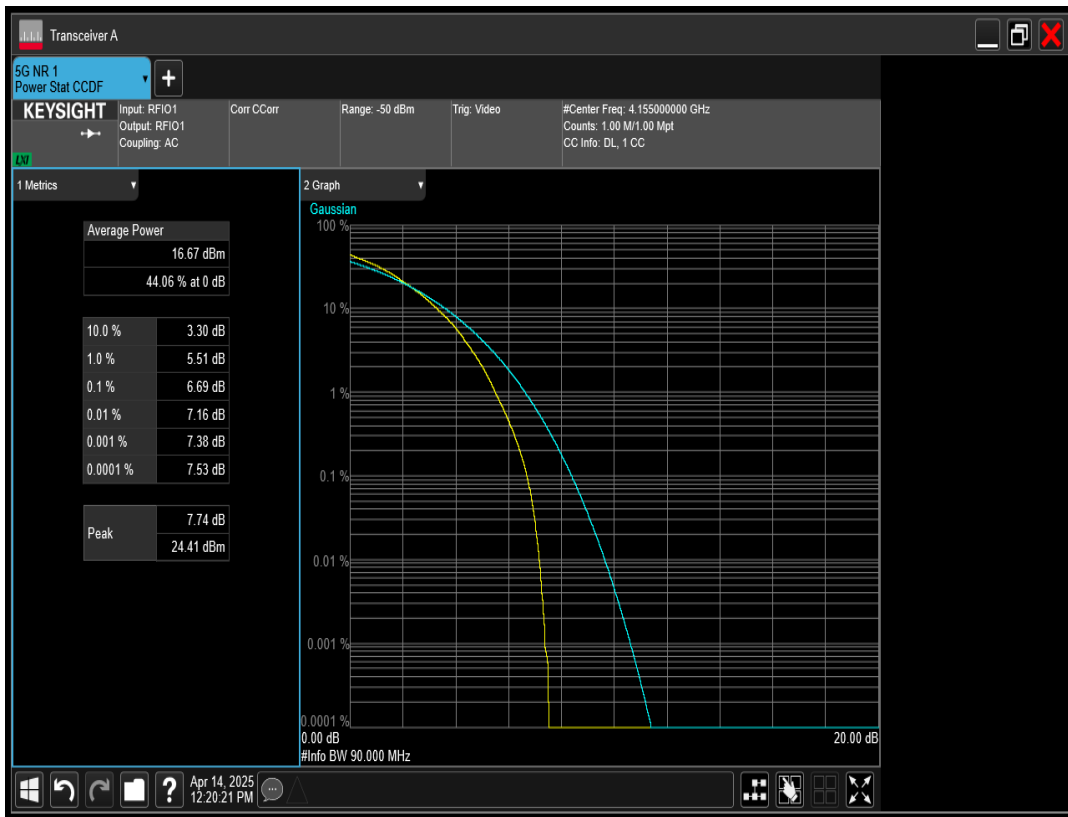 Transceiver A
5G NR 1
Power Stat CCDF
KEYSIGHT
LXI
Input: RFIO1
Output: RFIO1
Coupling: AC
Corr CCorr
Range: -50 dBm
Trig: Video
#Center Freq: 4.155000000 GHz
Counts: 1.00 M/1.00 Mpt
CC Info: DL, 1 CC
1 Metrics
Average Power
16.67 dBm
44.06 % at 0 dB
10.0 % 3.30 dB
1.0 % 5.51 dB
0.1 % 6.69 dB
0.01 % 7.16 dB
0.001 % 7.38 dB
0.0001 % 7.53 dB
Peak
7.74 dB
24.41 dBm
2 Graph
Gaussian
100 %
10 %
1 %
0.1 %
0.01 %
0.001 %
0.0001 %
0.00 dB 20.00 dB
#Info BW 90.000 MHz
Apr 14, 2025
12:20:21 PM